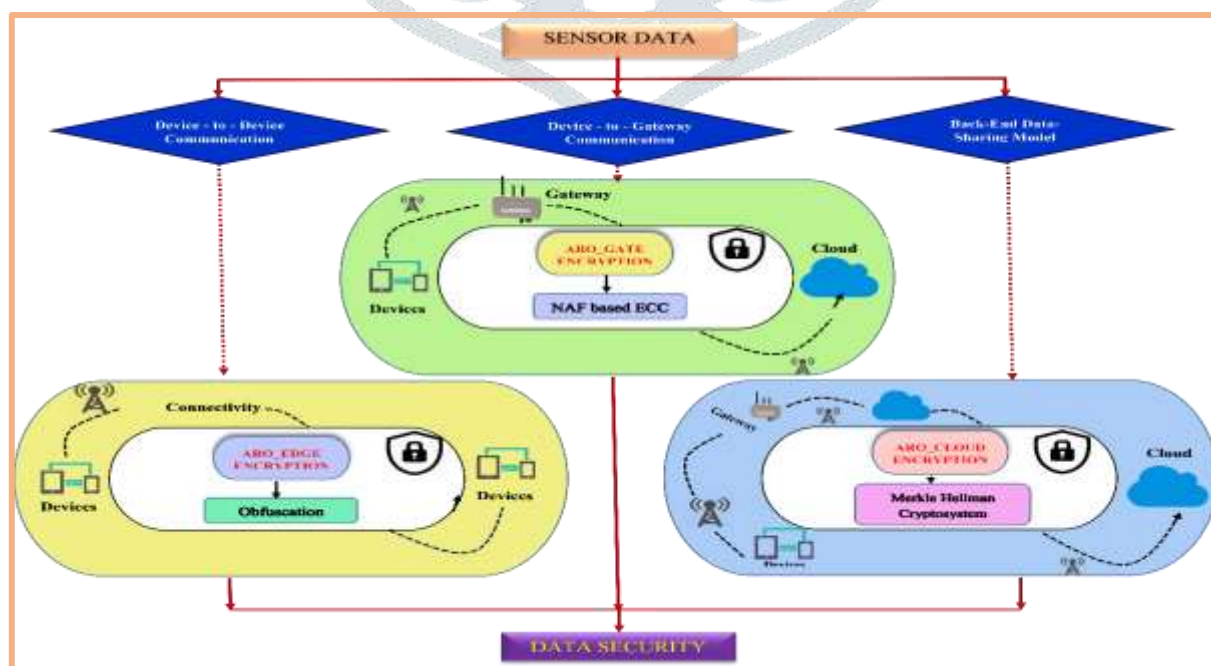 SENSOR DATA
Device - to - Device
Communication
Device - to - Gateway
Communication
Back-End Data-
Sharing Model
Gateway
ARO_GATE
ENCRYPTION
NAF based ECC
Devices
Cloud
Connectivity
ARO_EDGE
ENCRYPTION
Obfuscation
Devices
Devices
Gateway
ARO_CLOUD
ENCRYPTION
Merkle Hellman
Cryptosystem
Cloud
Devices
DATA SECURITY